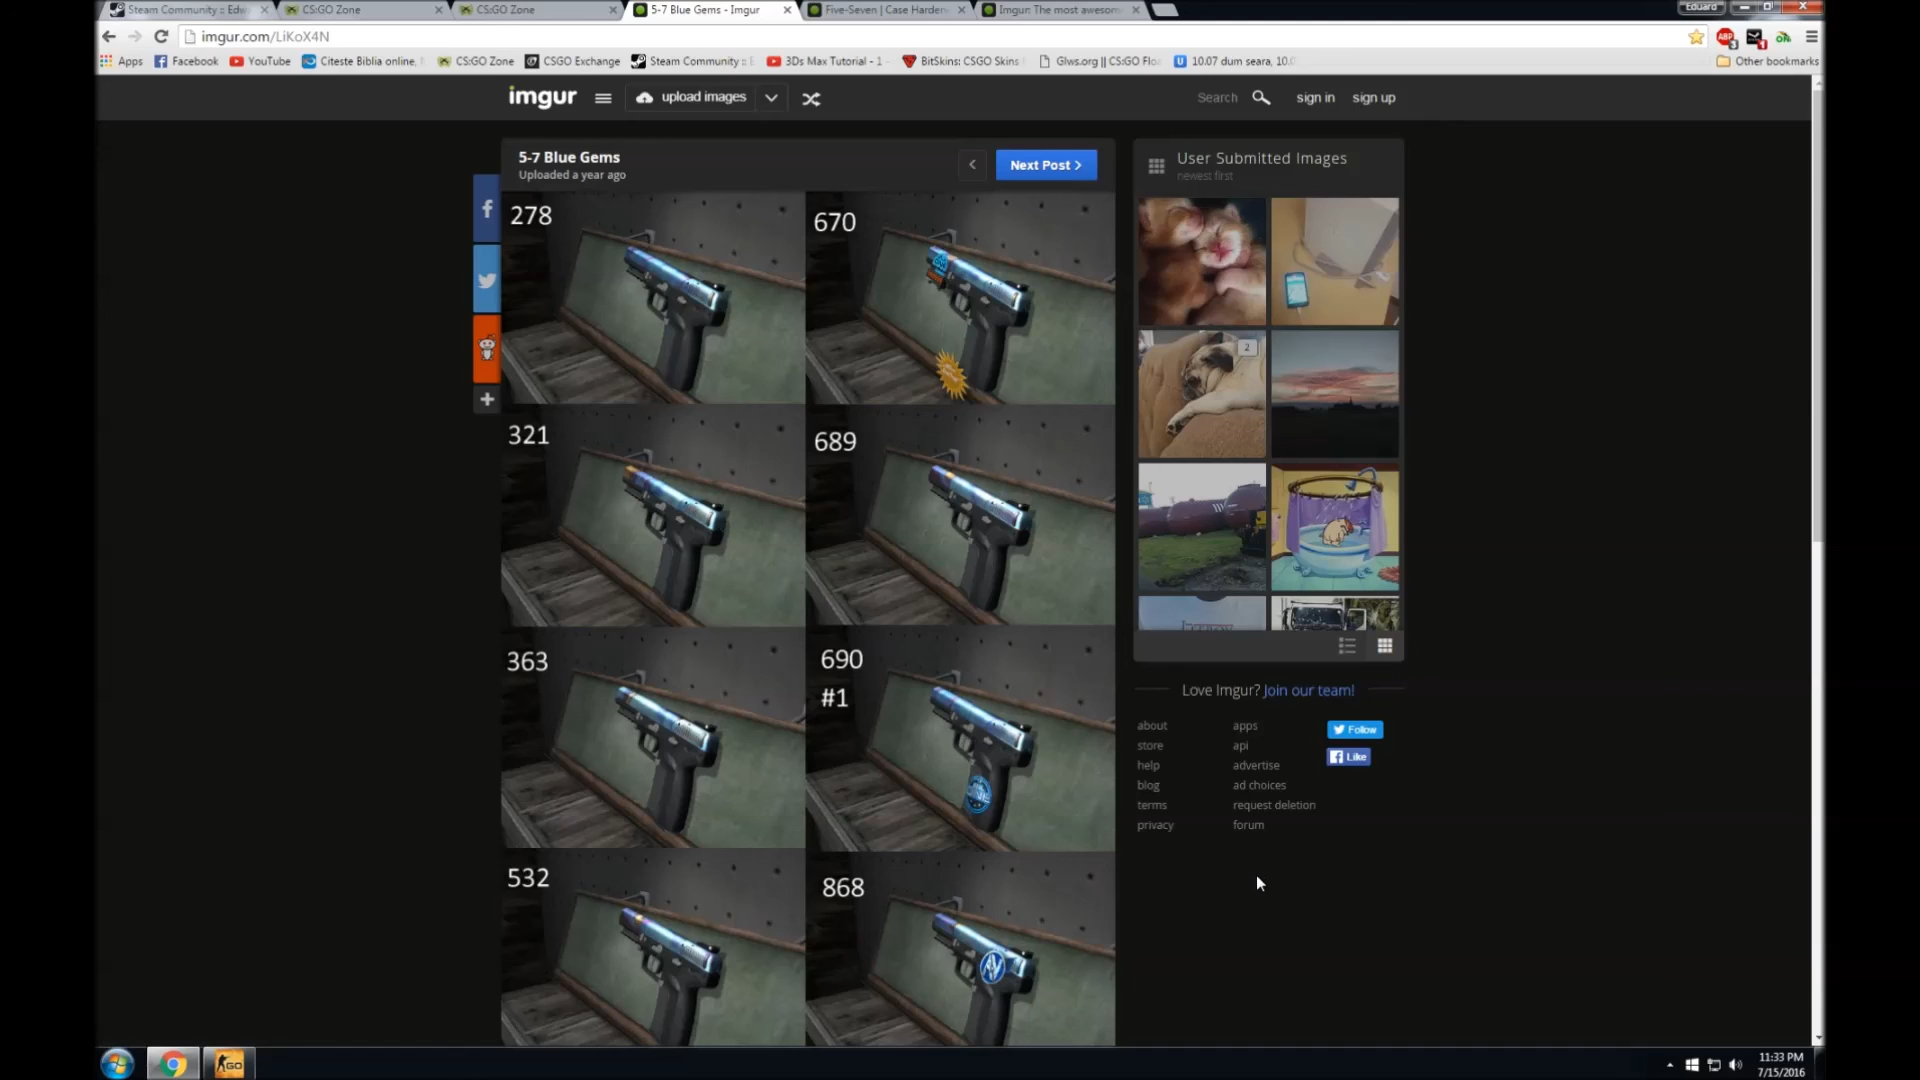 Steam Community :: Edw
CS:GO Zone
CS:GO Zone
5-7 Blue Gems - Imgur
Five-Seven | Case Harden
Imgur: The most awesom
Eduard
imgur.com/LiKoX4N
Apps
Facebook
YouTube
Citeste Biblia online,
CS:GO Zone
CSGO Exchange
Steam Community ::
3Ds Max Tutorial - 1
BitSkins: CSGO Skins
Glws.org || CS:GO Flo
10.07 dum seara, 10.0
Other bookmarks
imgur
upload images
Search
sign in
sign up
5-7 Blue Gems
Uploaded a year ago
Next Post >
User Submitted Images
newest first
278
670
321
689
363
690
#1
532
868
2
Love Imgur? Join our team!
about
apps
Follow
store
api
Like
help
advertise
blog
ad choices
terms
request deletion
privacy
forum
GO
11:33 PM
7/15/2016